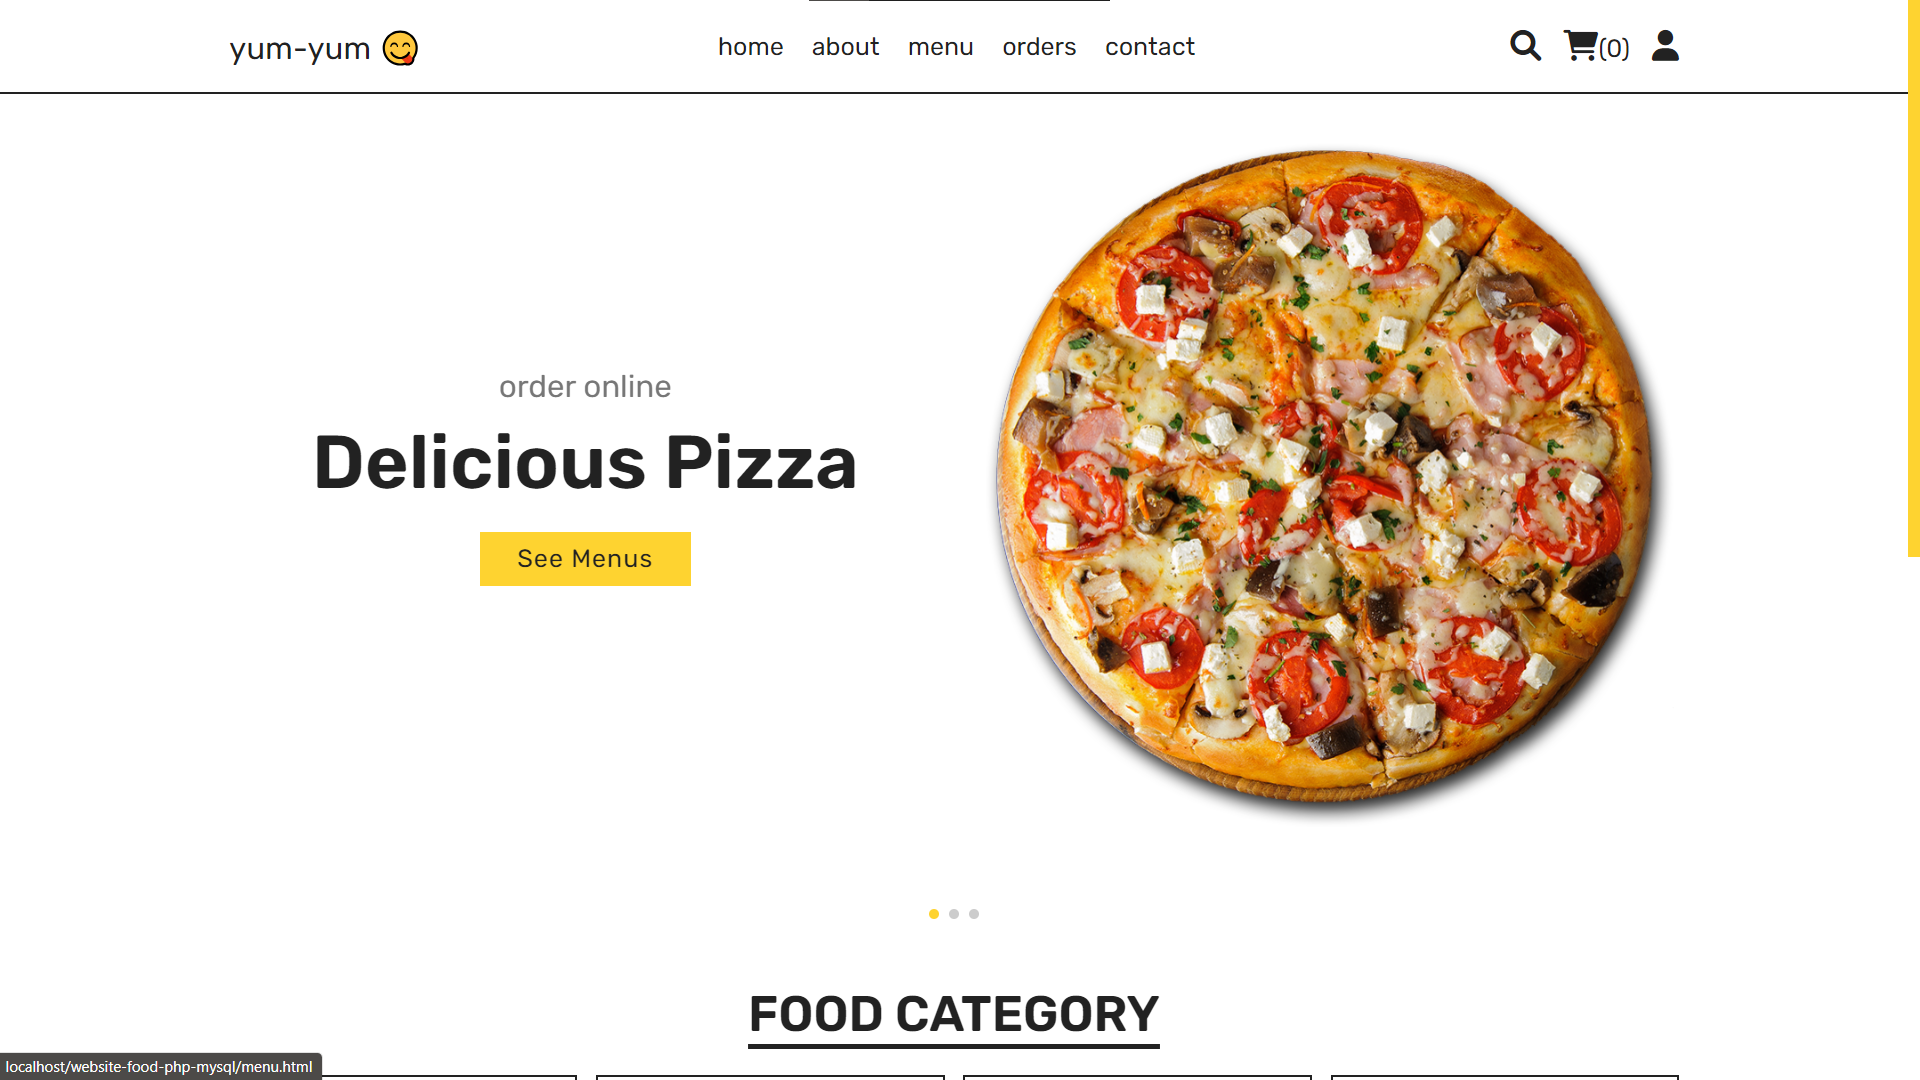 yum-yum 😋
home about menu orders contact
(0)
order online
Delicious Pizza
See Menus
FOOD CATEGORY
localhost/website-food-php-mysql/menu.html